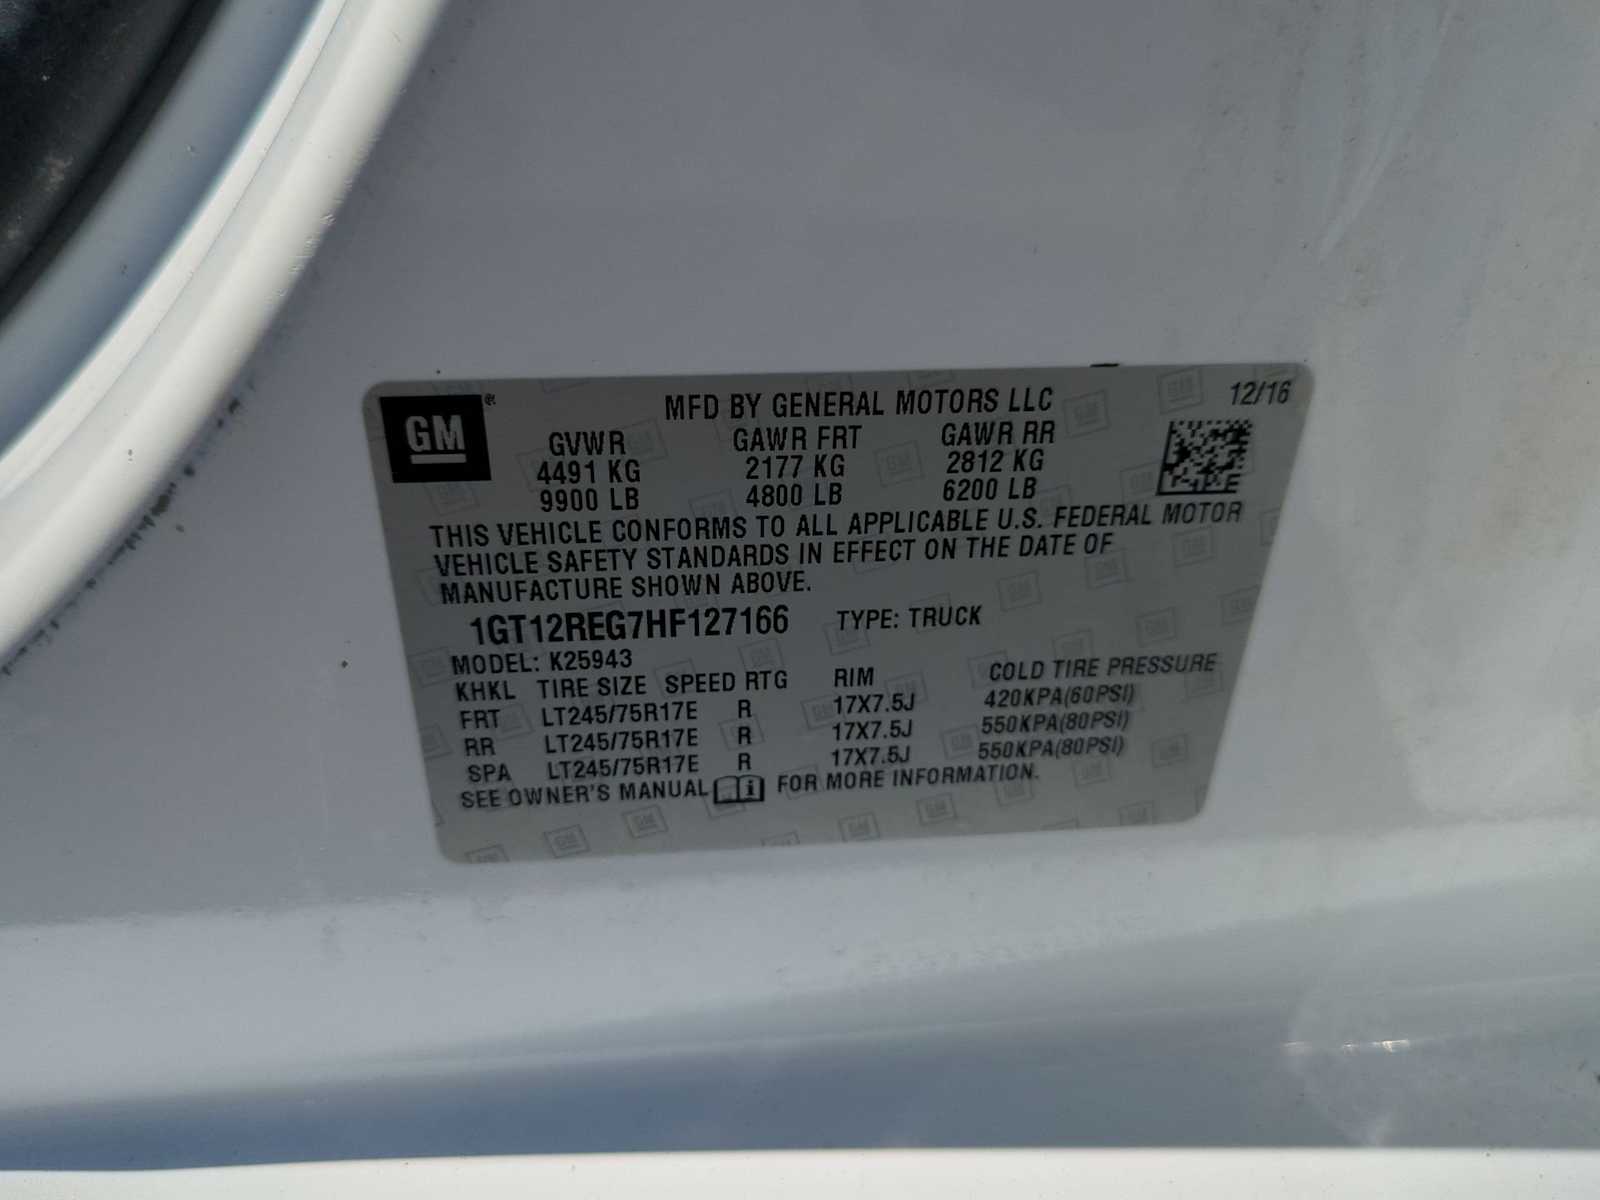 GM
MFD BY GENERAL MOTORS LLC 12/16
GVWR GAWR FRT GAWR RR
4491 KG 2177 KG 2812 KG
9900 LB 4800 LB 6200 LB
THIS VEHICLE CONFORMS TO ALL APPLICABLE U.S. FEDERAL MOTOR
VEHICLE SAFETY STANDARDS IN EFFECT ON THE DATE OF
MANUFACTURE SHOWN ABOVE.
1GT12REG7HF127166 TYPE: TRUCK
MODEL: K25943
KHKL TIRE SIZE SPEED RTG RIM COLD TIRE PRESSURE
FRT LT245/75R17E R 17X7.5J 420KPA(60PSI)
RR LT245/75R17E R 17X7.5J 550KPA(80PSI)
SPA LT245/75R17E R 17X7.5J 550KPA(80PSI)
SEE OWNER'S MANUAL i FOR MORE INFORMATION.